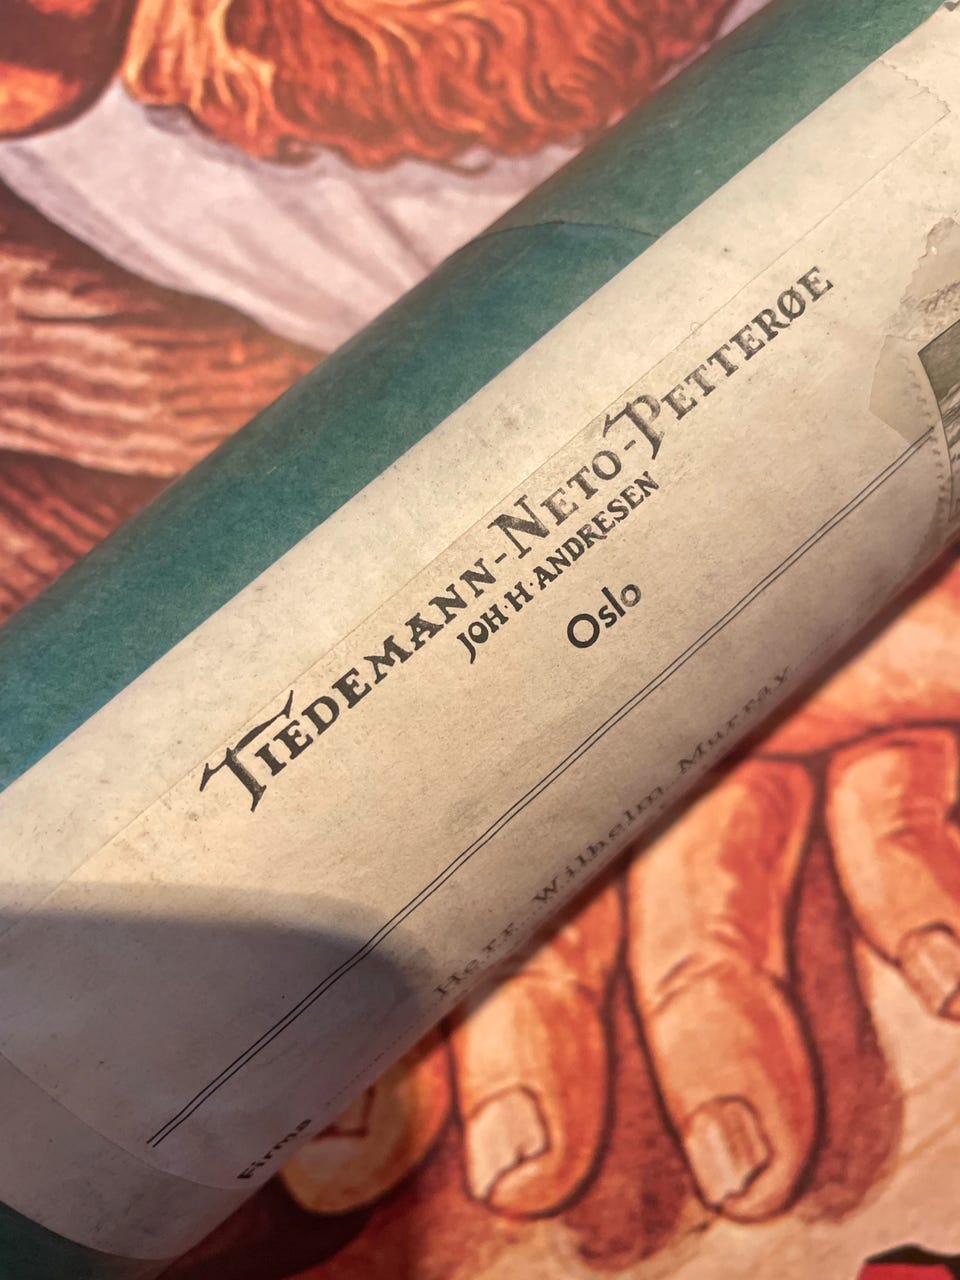 TIEDEMANN-NETO-PETTERØE
JOH·H·ANDRESEN
Oslo
Herr Wilhelm Murray
Firma